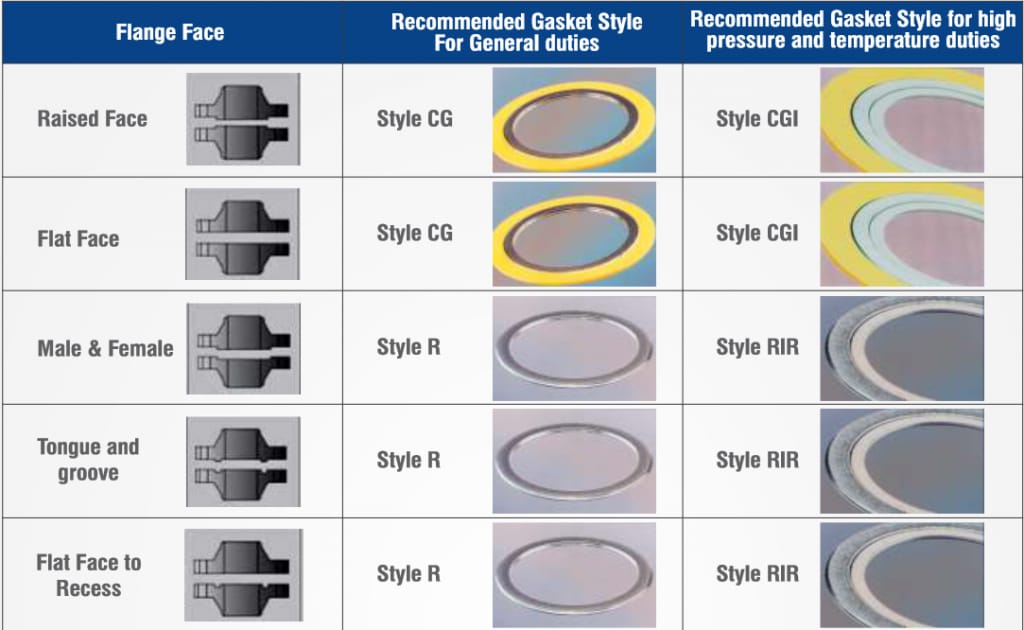 Flange Face
Recommended Gasket Style
For General duties
Recommended Gasket Style for high
pressure and temperature duties
Raised Face
Style CG
Style CGI
Flat Face
Style CG
Style CGI
Male & Female
Style R
Style RIR
Tongue and
groove
Style R
Style RIR
Flat Face to
Recess
Style R
Style RIR